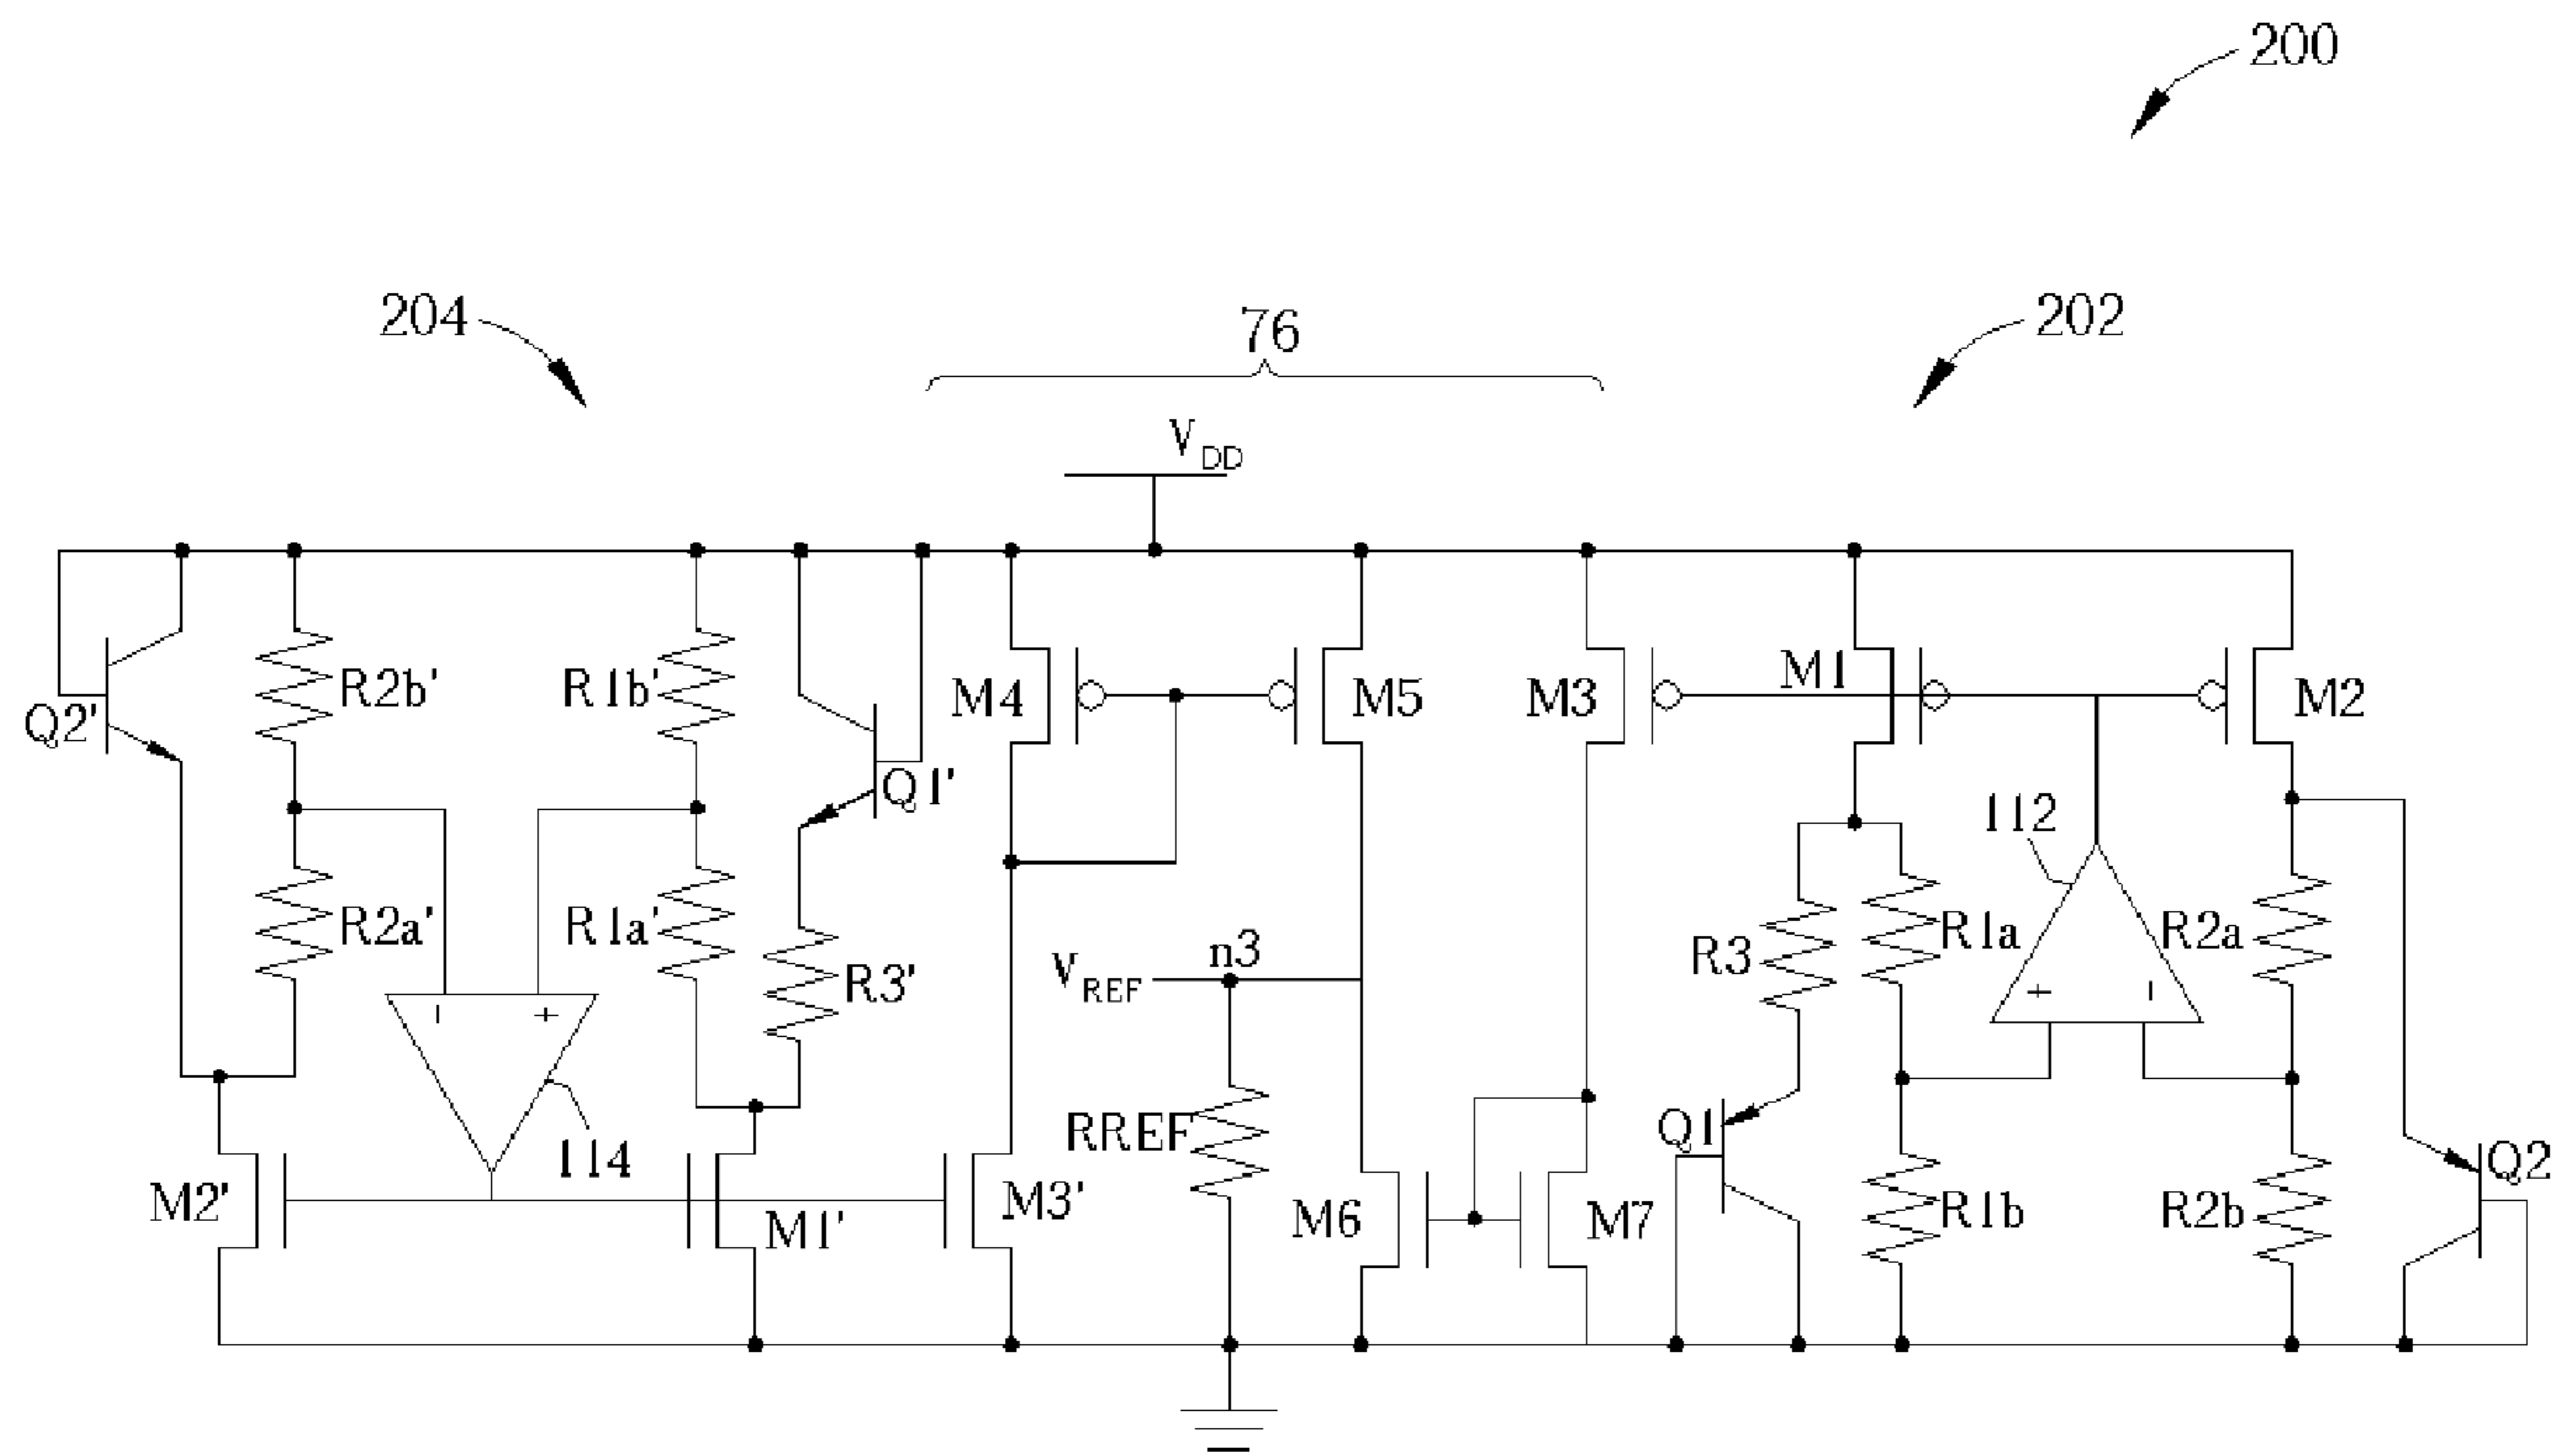 200
204
76
202
VDD
Q2'
R2b'
R1b'
Q1'
M4
M5
M3
M1
M2
112
R2a'
R1a'
R3'
VREF
n3
R3
R1a
R2a
+
-
-
+
114
RREF
Q1
Q2
M2'
M1'
M3'
M6
M7
R1b
R2b